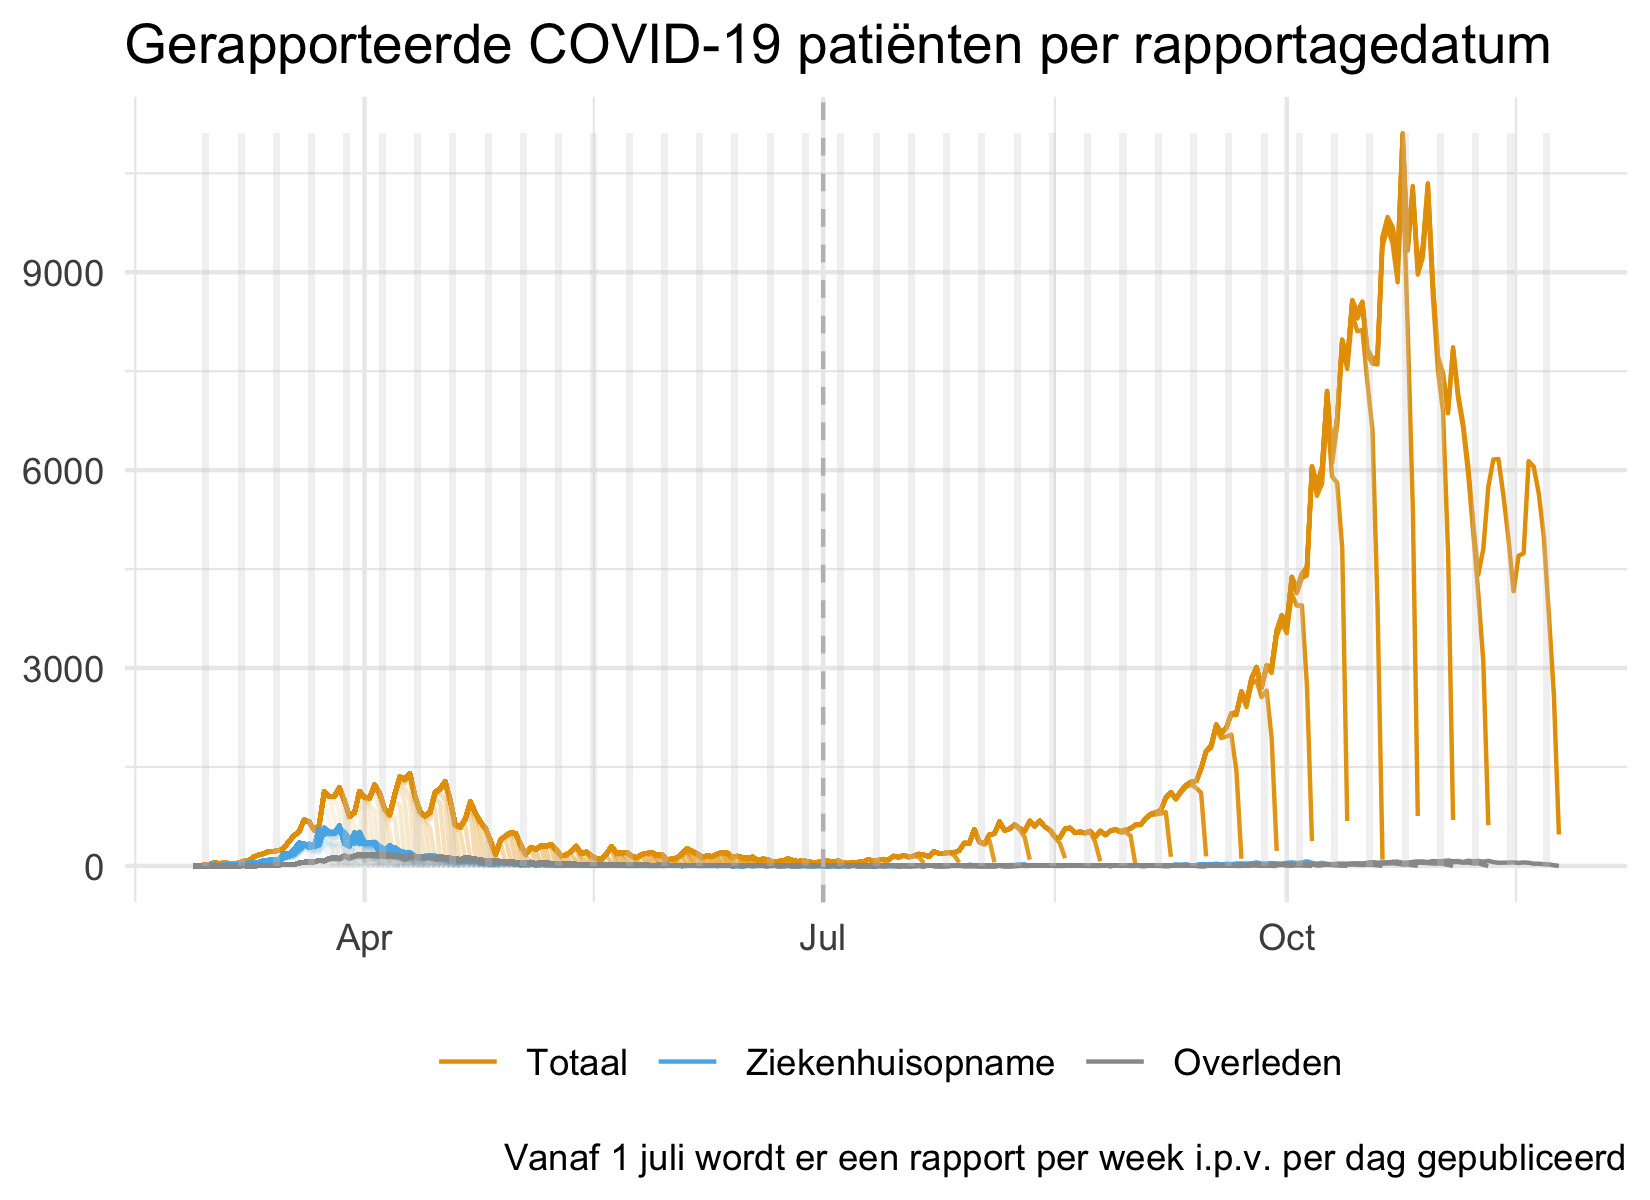 Gerapporteerde COVID-19 patiënten per rapportagedatum
9000
6000
3000
0
Apr Jul Oct
Totaal Ziekenhuisopname Overleden
Vanaf 1 juli wordt er een rapport per week i.p.v. per dag gepubliceerd